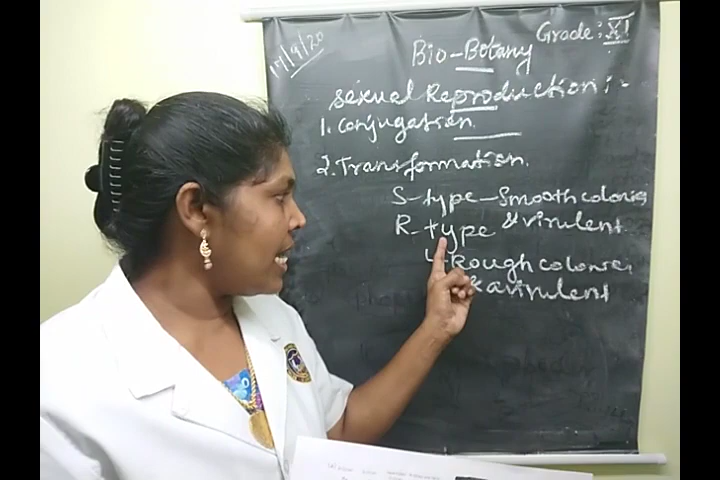 17/9/20
Grade: XI
Bio-Botany
Sexual Reproduction:-
1. Conjugation.
2. Transformation.
S-type-Smooth colonies
& virulent
R-type
Rough colonies
& avirulent